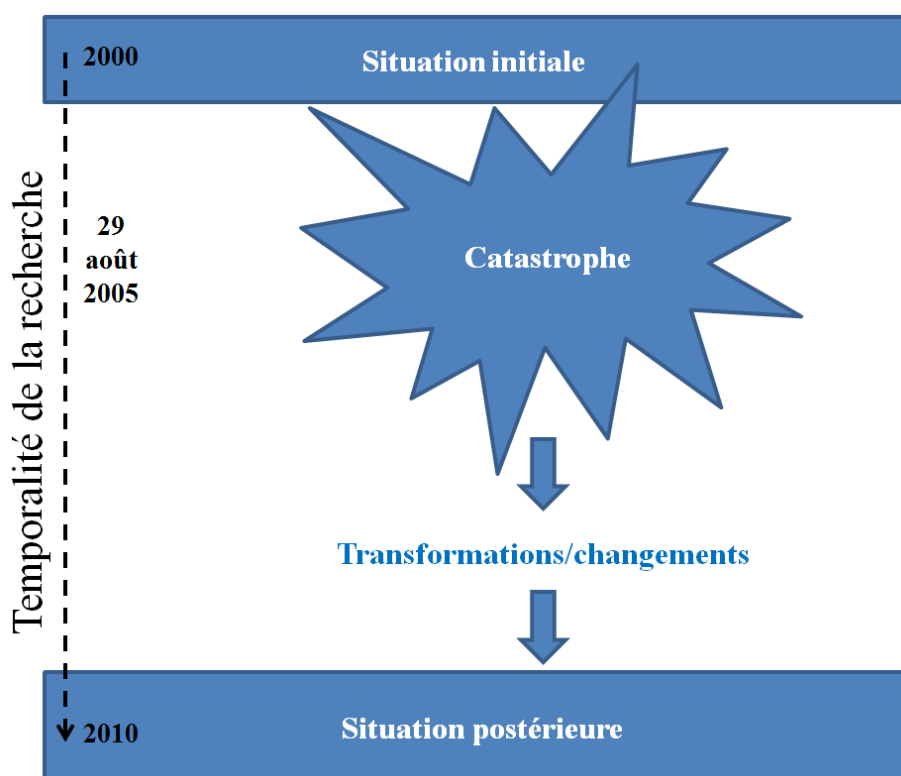 2000
Situation initiale
Temporalité de la recherche
29
août
2005
Catastrophe
Transformations/changements
2010
Situation postérieure